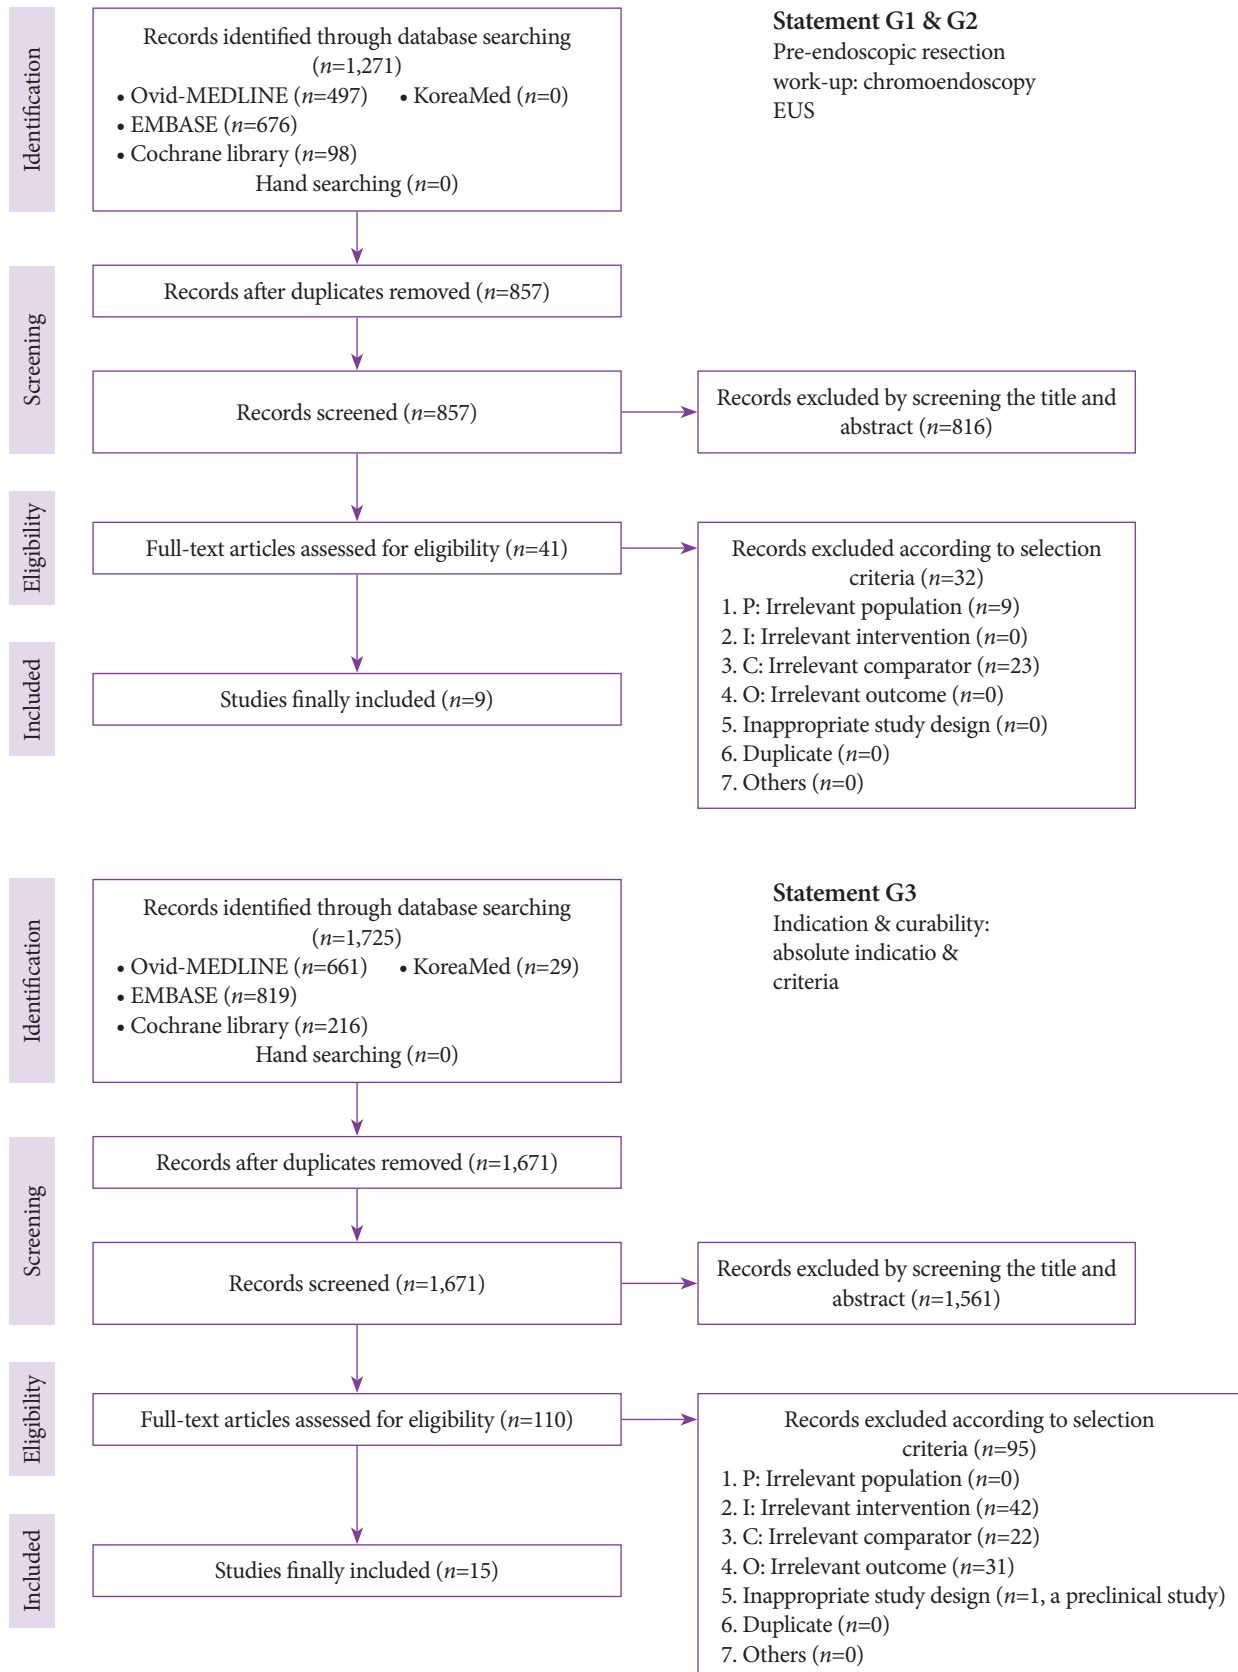 Identification
Records identified through database searching
(n=1,271)
• Ovid-MEDLINE (n=497) • KoreaMed (n=0)
• EMBASE (n=676)
• Cochrane library (n=98)
Hand searching (n=0)
Statement G1 & G2
Pre-endoscopic resection
work-up: chromoendoscopy
EUS
Screening
Records after duplicates removed (n=857)
Records screened (n=857)
Records excluded by screening the title and
abstract (n=816)
Eligibility
Full-text articles assessed for eligibility (n=41)
Records excluded according to selection
criteria (n=32)
1. P: Irrelevant population (n=9)
2. I: Irrelevant intervention (n=0)
3. C: Irrelevant comparator (n=23)
4. O: Irrelevant outcome (n=0)
5. Inappropriate study design (n=0)
6. Duplicate (n=0)
7. Others (n=0)
Included
Studies finally included (n=9)
Identification
Records identified through database searching
(n=1,725)
• Ovid-MEDLINE (n=661) • KoreaMed (n=29)
• EMBASE (n=819)
• Cochrane library (n=216)
Hand searching (n=0)
Statement G3
Indication & curability:
absolute indicatio &
criteria
Screening
Records after duplicates removed (n=1,671)
Records screened (n=1,671)
Records excluded by screening the title and
abstract (n=1,561)
Eligibility
Full-text articles assessed for eligibility (n=110)
Records excluded according to selection
criteria (n=95)
1. P: Irrelevant population (n=0)
2. I: Irrelevant intervention (n=42)
3. C: Irrelevant comparator (n=22)
4. O: Irrelevant outcome (n=31)
5. Inappropriate study design (n=1, a preclinical study)
6. Duplicate (n=0)
7. Others (n=0)
Included
Studies finally included (n=15)